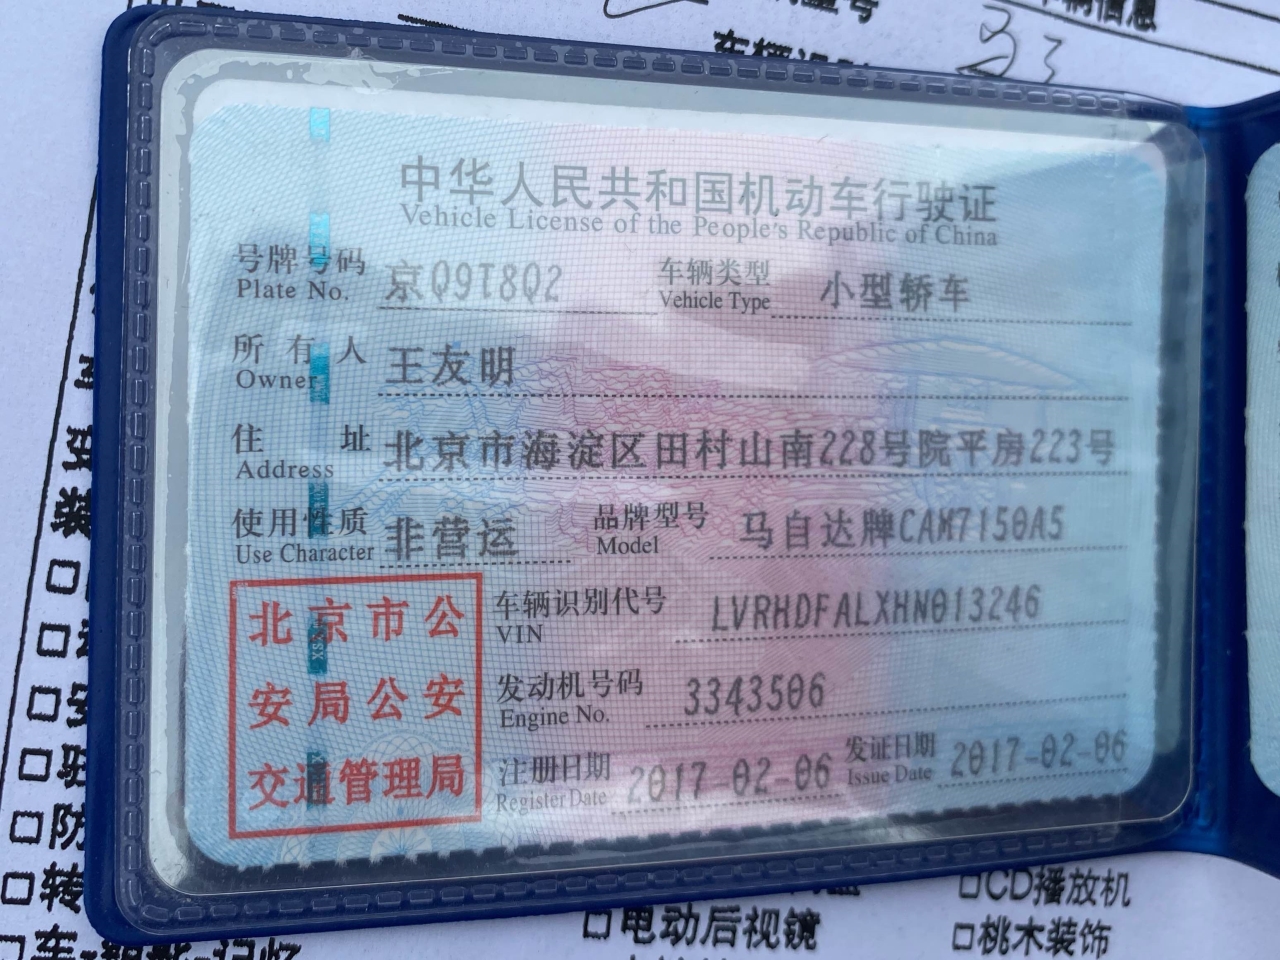 中华人民共和国机动车行驶证
Vehicle License of the People's Republic of China
号牌号码 京Q9T8Q2 车辆类型 小型轿车
Plate No. Vehicle Type
所有人 王友明
Owner
住址 北京市海淀区田村山南228号院平房223号
Address
使用性质 非营运 品牌型号 马自达牌CAM7150A5
Use Character Model
车辆识别代号 LVRHDFALXHN013246
VIN
发动机号码 3343506
Engine No.
注册日期 2017-02-06 发证日期 2017-02-06
Register Date Issue Date
北京市公
安局公安
交通管理局
□CD播放机
□电动后视镜
□桃木装饰